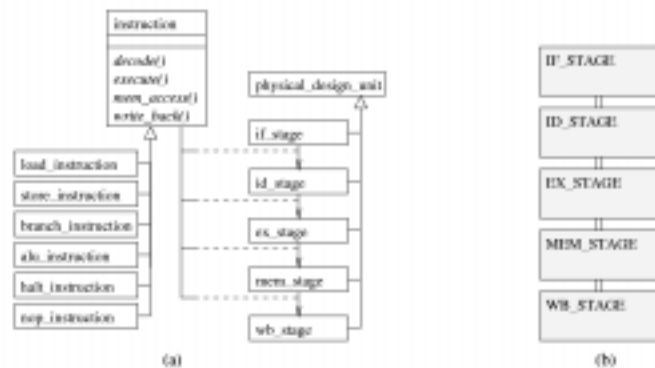 instruction
decode()
execute()
mem_access()
write_back()
load_instruction
store_instruction
branch_instruction
alu_instruction
halt_instruction
nop_instruction
physical_design_unit
if_stage
id_stage
ex_stage
mem_stage
wb_stage
(a)
IF_STAGE
ID_STAGE
EX_STAGE
MEM_STAGE
WB_STAGE
(b)